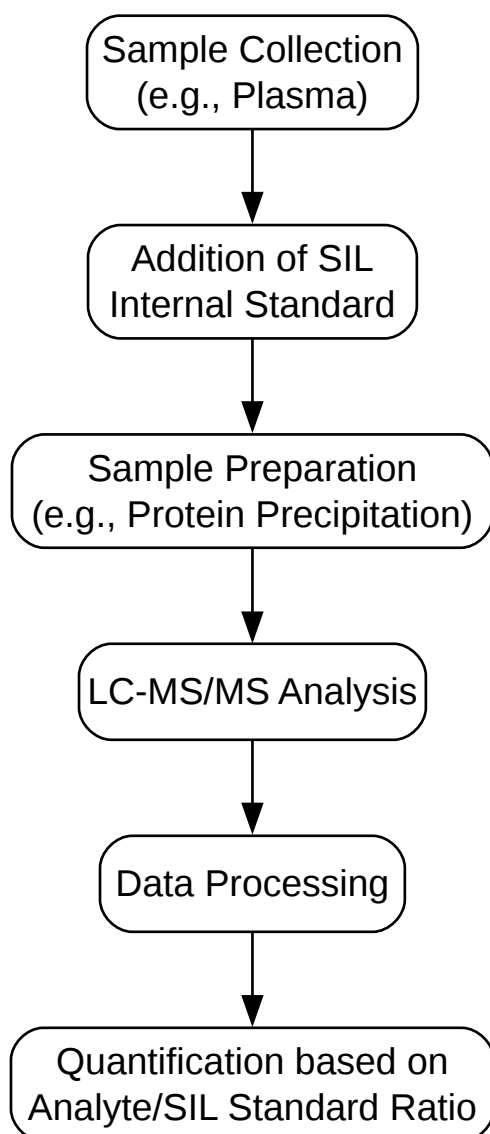 Sample Collection
(e.g., Plasma)
Addition of SIL
Internal Standard
Sample Preparation
(e.g., Protein Precipitation)
LC-MS/MS Analysis
Data Processing
Quantification based on
Analyte/SIL Standard Ratio